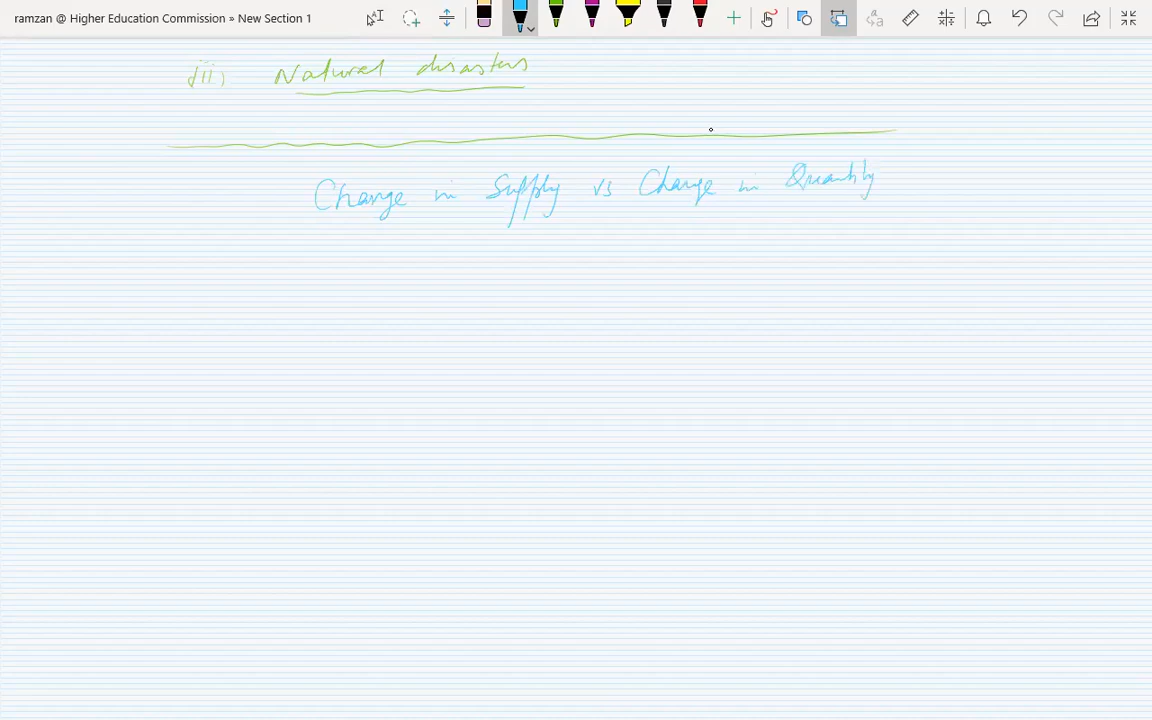 ramzan @ Higher Education Commission » New Section 1
iii) Natural disasters
Change in Supply vs Change in Quantity